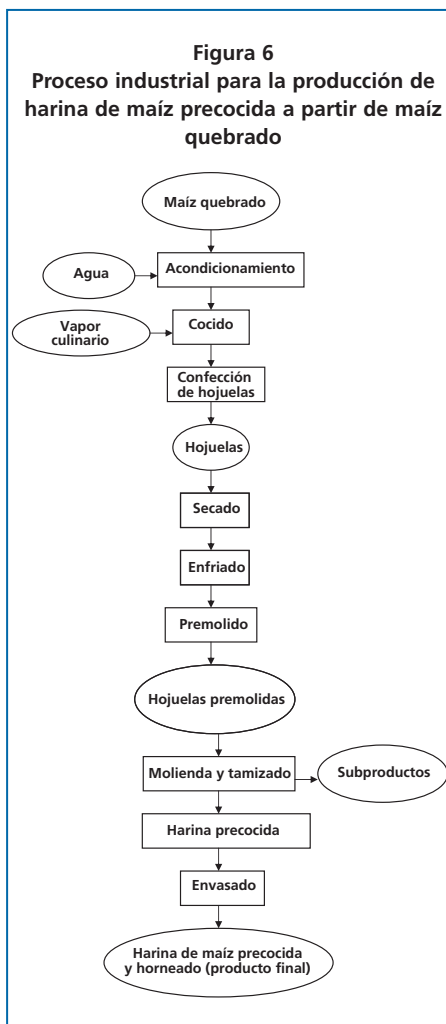 Figura 6
Proceso industrial para la producción de
harina de maíz precocida a partir de maíz
quebrado
Maíz quebrado
Agua
Acondicionamiento
Vapor
culinario
Cocido
Confección
de hojuelas
Hojuelas
Secado
Enfriado
Premolido
Hojuelas premolidas
Molienda y tamizado
Subproductos
Harina precocida
Envasado
Harina de maíz precocida
y horneado (producto final)